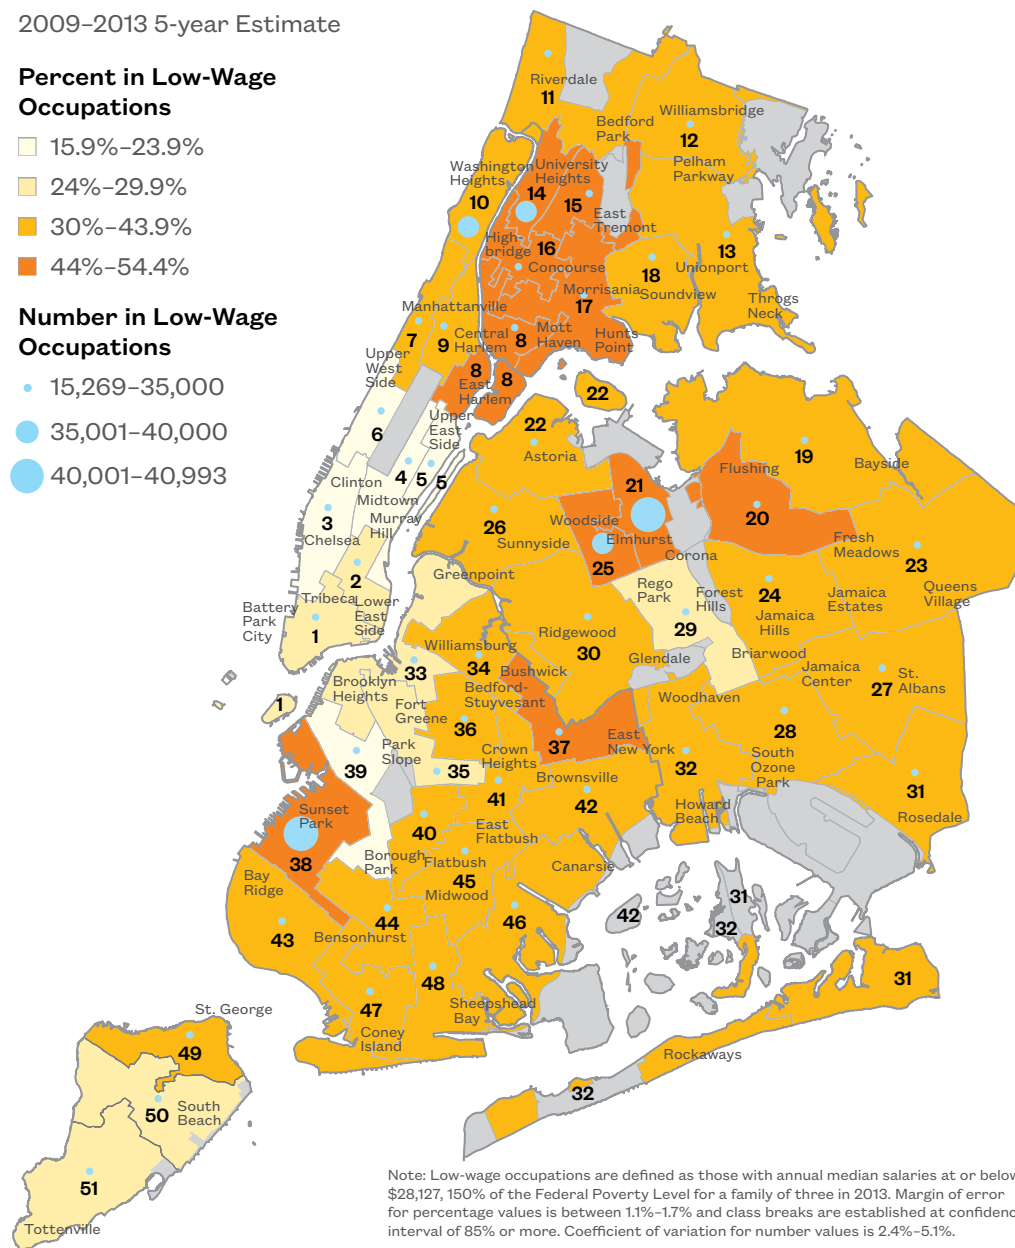 2009–2013 5-year Estimate
Percent in Low-Wage
Occupations
15.9%–23.9%
24%–29.9%
30%–43.9%
44%–54.4%
Number in Low-Wage
Occupations
15,269–35,000
35,001–40,000
40,001–40,993
Riverdale
11
Williamsbridge
12
Bedford
Park
Pelham
Parkway
Washington
Heights
10
University
Heights
14
15
East
Tremont
13
Unionport
High-
bridge
16
Concourse
18
Soundview
Morrisania
17
Throgs
Neck
Manhattanville
7
9
Central
Harlem
8
Mott
Haven
Hunts
Point
Upper
West
Side
8
East
Harlem
8
22
6
Upper
East
Side
22
Astoria
19
Bayside
Clinton
4
5
5
Midtown
21
Flushing
20
3
Chelsea
Murray
Hill
26
Sunnyside
Woodside
Elmhurst
25
Corona
Fresh
Meadows
23
2
Tribeca
Lower
East
Side
Greenpoint
Rego
Park
Forest
Hills
24
Jamaica
Hills
Jamaica
Estates
Queens
Village
Battery
Park
City
1
29
Ridgewood
30
Williamsburg
33
34
Glendale
Briarwood
Jamaica
Center
27
St.
Albans
Brooklyn
Heights
Bedford-
Stuyvesant
Bushwick
Woodhaven
1
Fort
Greene
36
28
37
East
New York
Park
Slope
39
35
Crown
Heights
Brownsville
32
South
Ozone
Park
31
41
42
Howard
Beach
Rosedale
Sunset
Park
40
East
Flatbush
38
Borough
Park
Flatbush
45
Midwood
Canarsie
Bay
Ridge
31
44
46
42
32
43
Bensonhurst
48
31
47
Sheepshead
Bay
St. George
Coney
Island
49
Rockaways
32
50
South
Beach
51
Tottenville
Note: Low-wage occupations are defined as those with annual median salaries at or below
$28,127, 150% of the Federal Poverty Level for a family of three in 2013. Margin of error
for percentage values is between 1.1%–1.7% and class breaks are established at confidenc
interval of 85% or more. Coefficient of variation for number values is 2.4%–5.1%.